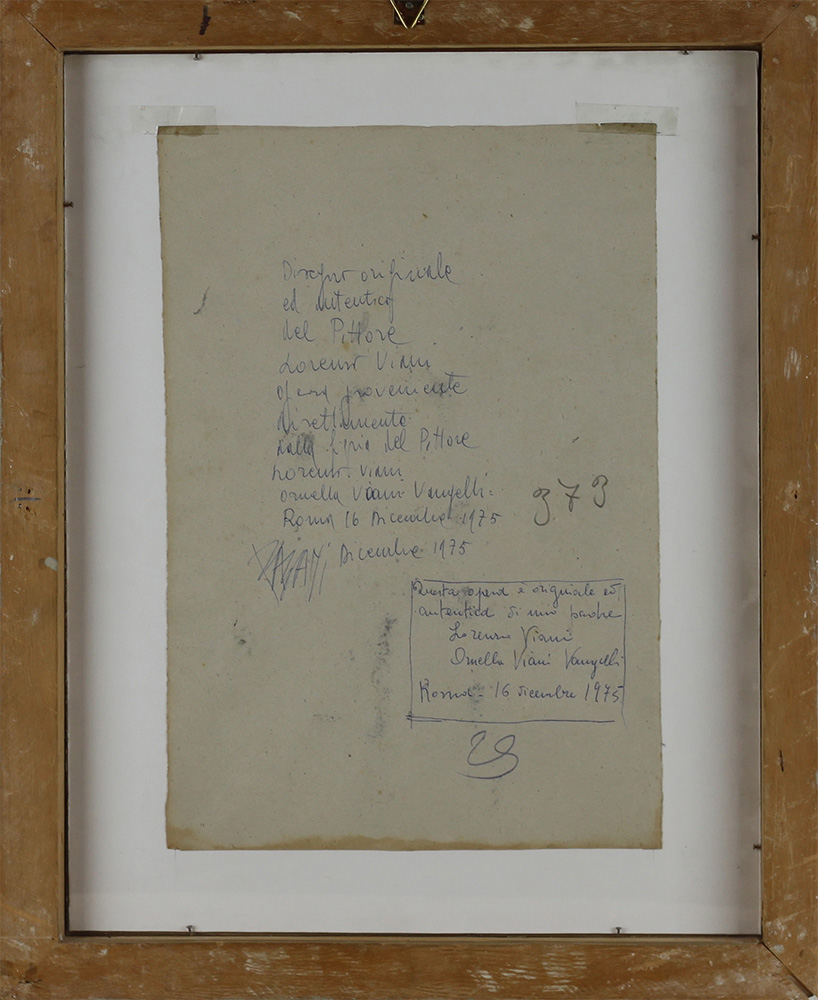 Disegno originale
ed autentico
del Pittore
Lorenzo Viani
opera proveniente
direttamente
dalla figlia del Pittore
Lorenzo Viani
Ornella Viani Vangelli-
Roma 16 Dicembre 1975
373
Dicembre 1975
Questa opera è originale ed
autentica di mio padre
Lorenzo Viani
Ornella Viani Vangelli
Roma - 16 dicembre 1975